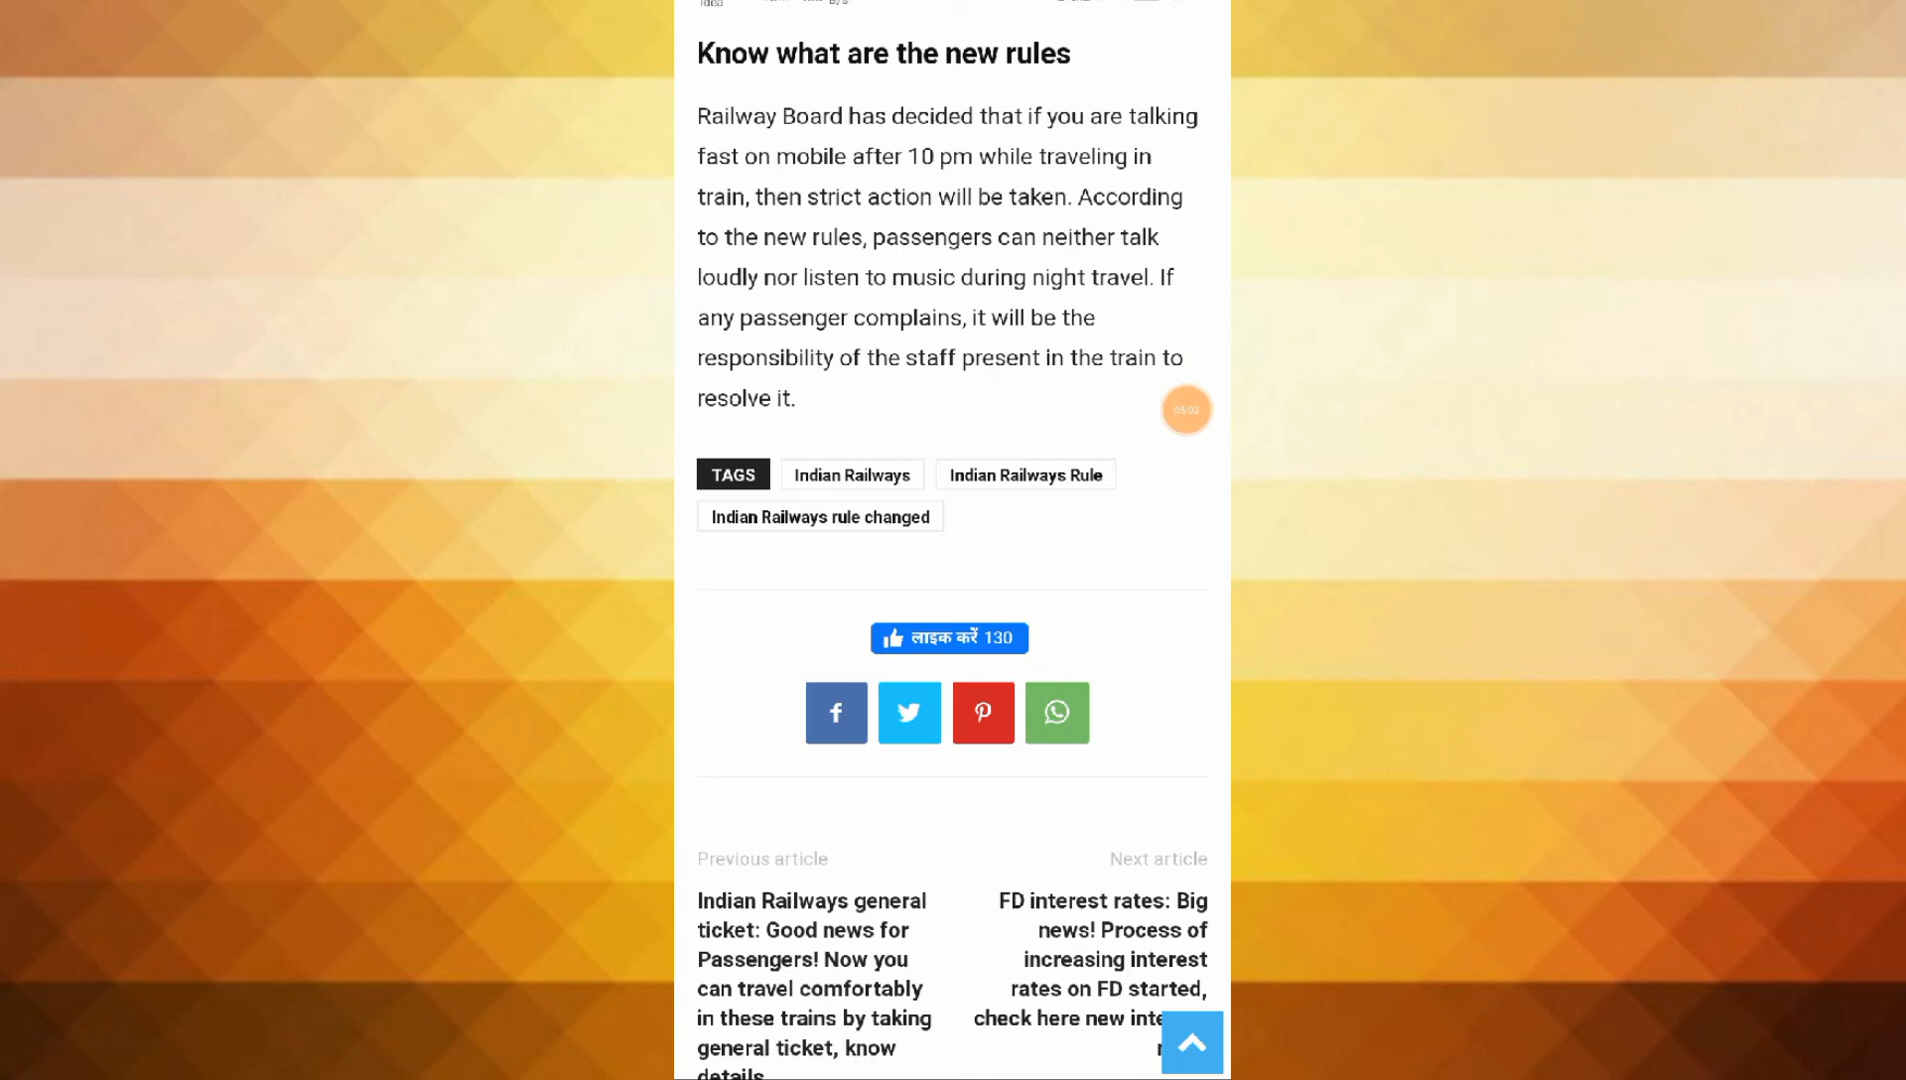 Idea
Know what are the new rules
Railway Board has decided that if you are talking
fast on mobile after 10 pm while traveling in
train, then strict action will be taken. According
to the new rules, passengers can neither talk
loudly nor listen to music during night travel. If
any passenger complains, it will be the
responsibility of the staff present in the train to
resolve it.
05:02
TAGS Indian Railways Indian Railways Rule
Indian Railways rule changed
लाइक करें 130
Previous article
Indian Railways general
ticket: Good news for
Passengers! Now you
can travel comfortably
in these trains by taking
general ticket, know
details
Next article
FD interest rates: Big
news! Process of
increasing interest
rates on FD started,
check here new